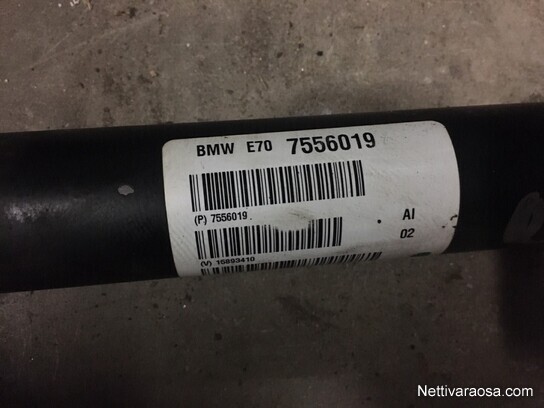 BMW E70 7556019
(P) 7556019
AI
02
(V) 15893410
Nettivaraosa.com